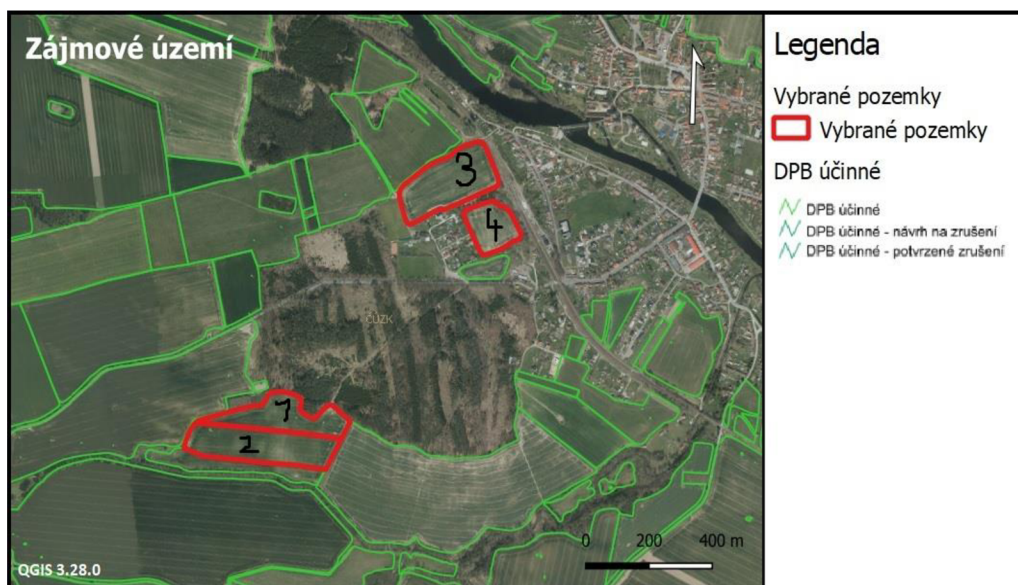 Zájmové území
3
4
ČÚZK
1
2
0 200 400 m
QGIS 3.28.0
Legenda
Vybrané pozemky
Vybrané pozemky
DPB účinné
DPB účinné
DPB účinné - návrh na zrušení
DPB účinné - potvrzené zrušení